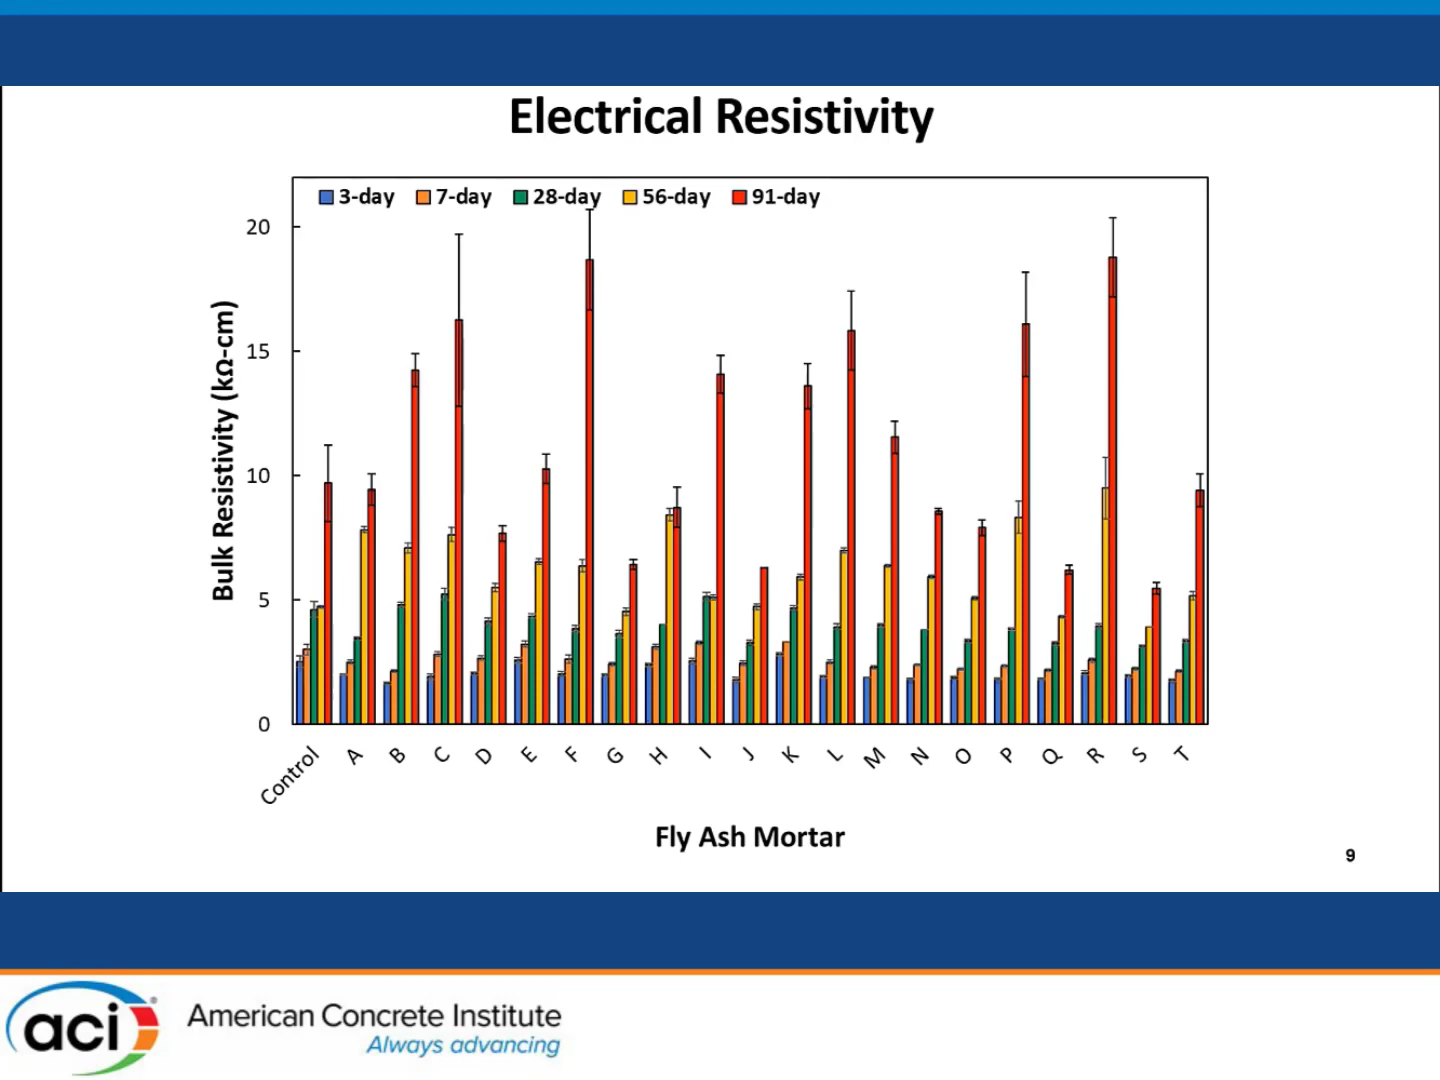 Electrical Resistivity
3-day 7-day 28-day 56-day 91-day
20
15
10
5
0
Bulk Resistivity (kΩ-cm)
Control A B C D E F G H I J K L M N O P Q R S T
Fly Ash Mortar
9
aci®
American Concrete Institute
Always advancing